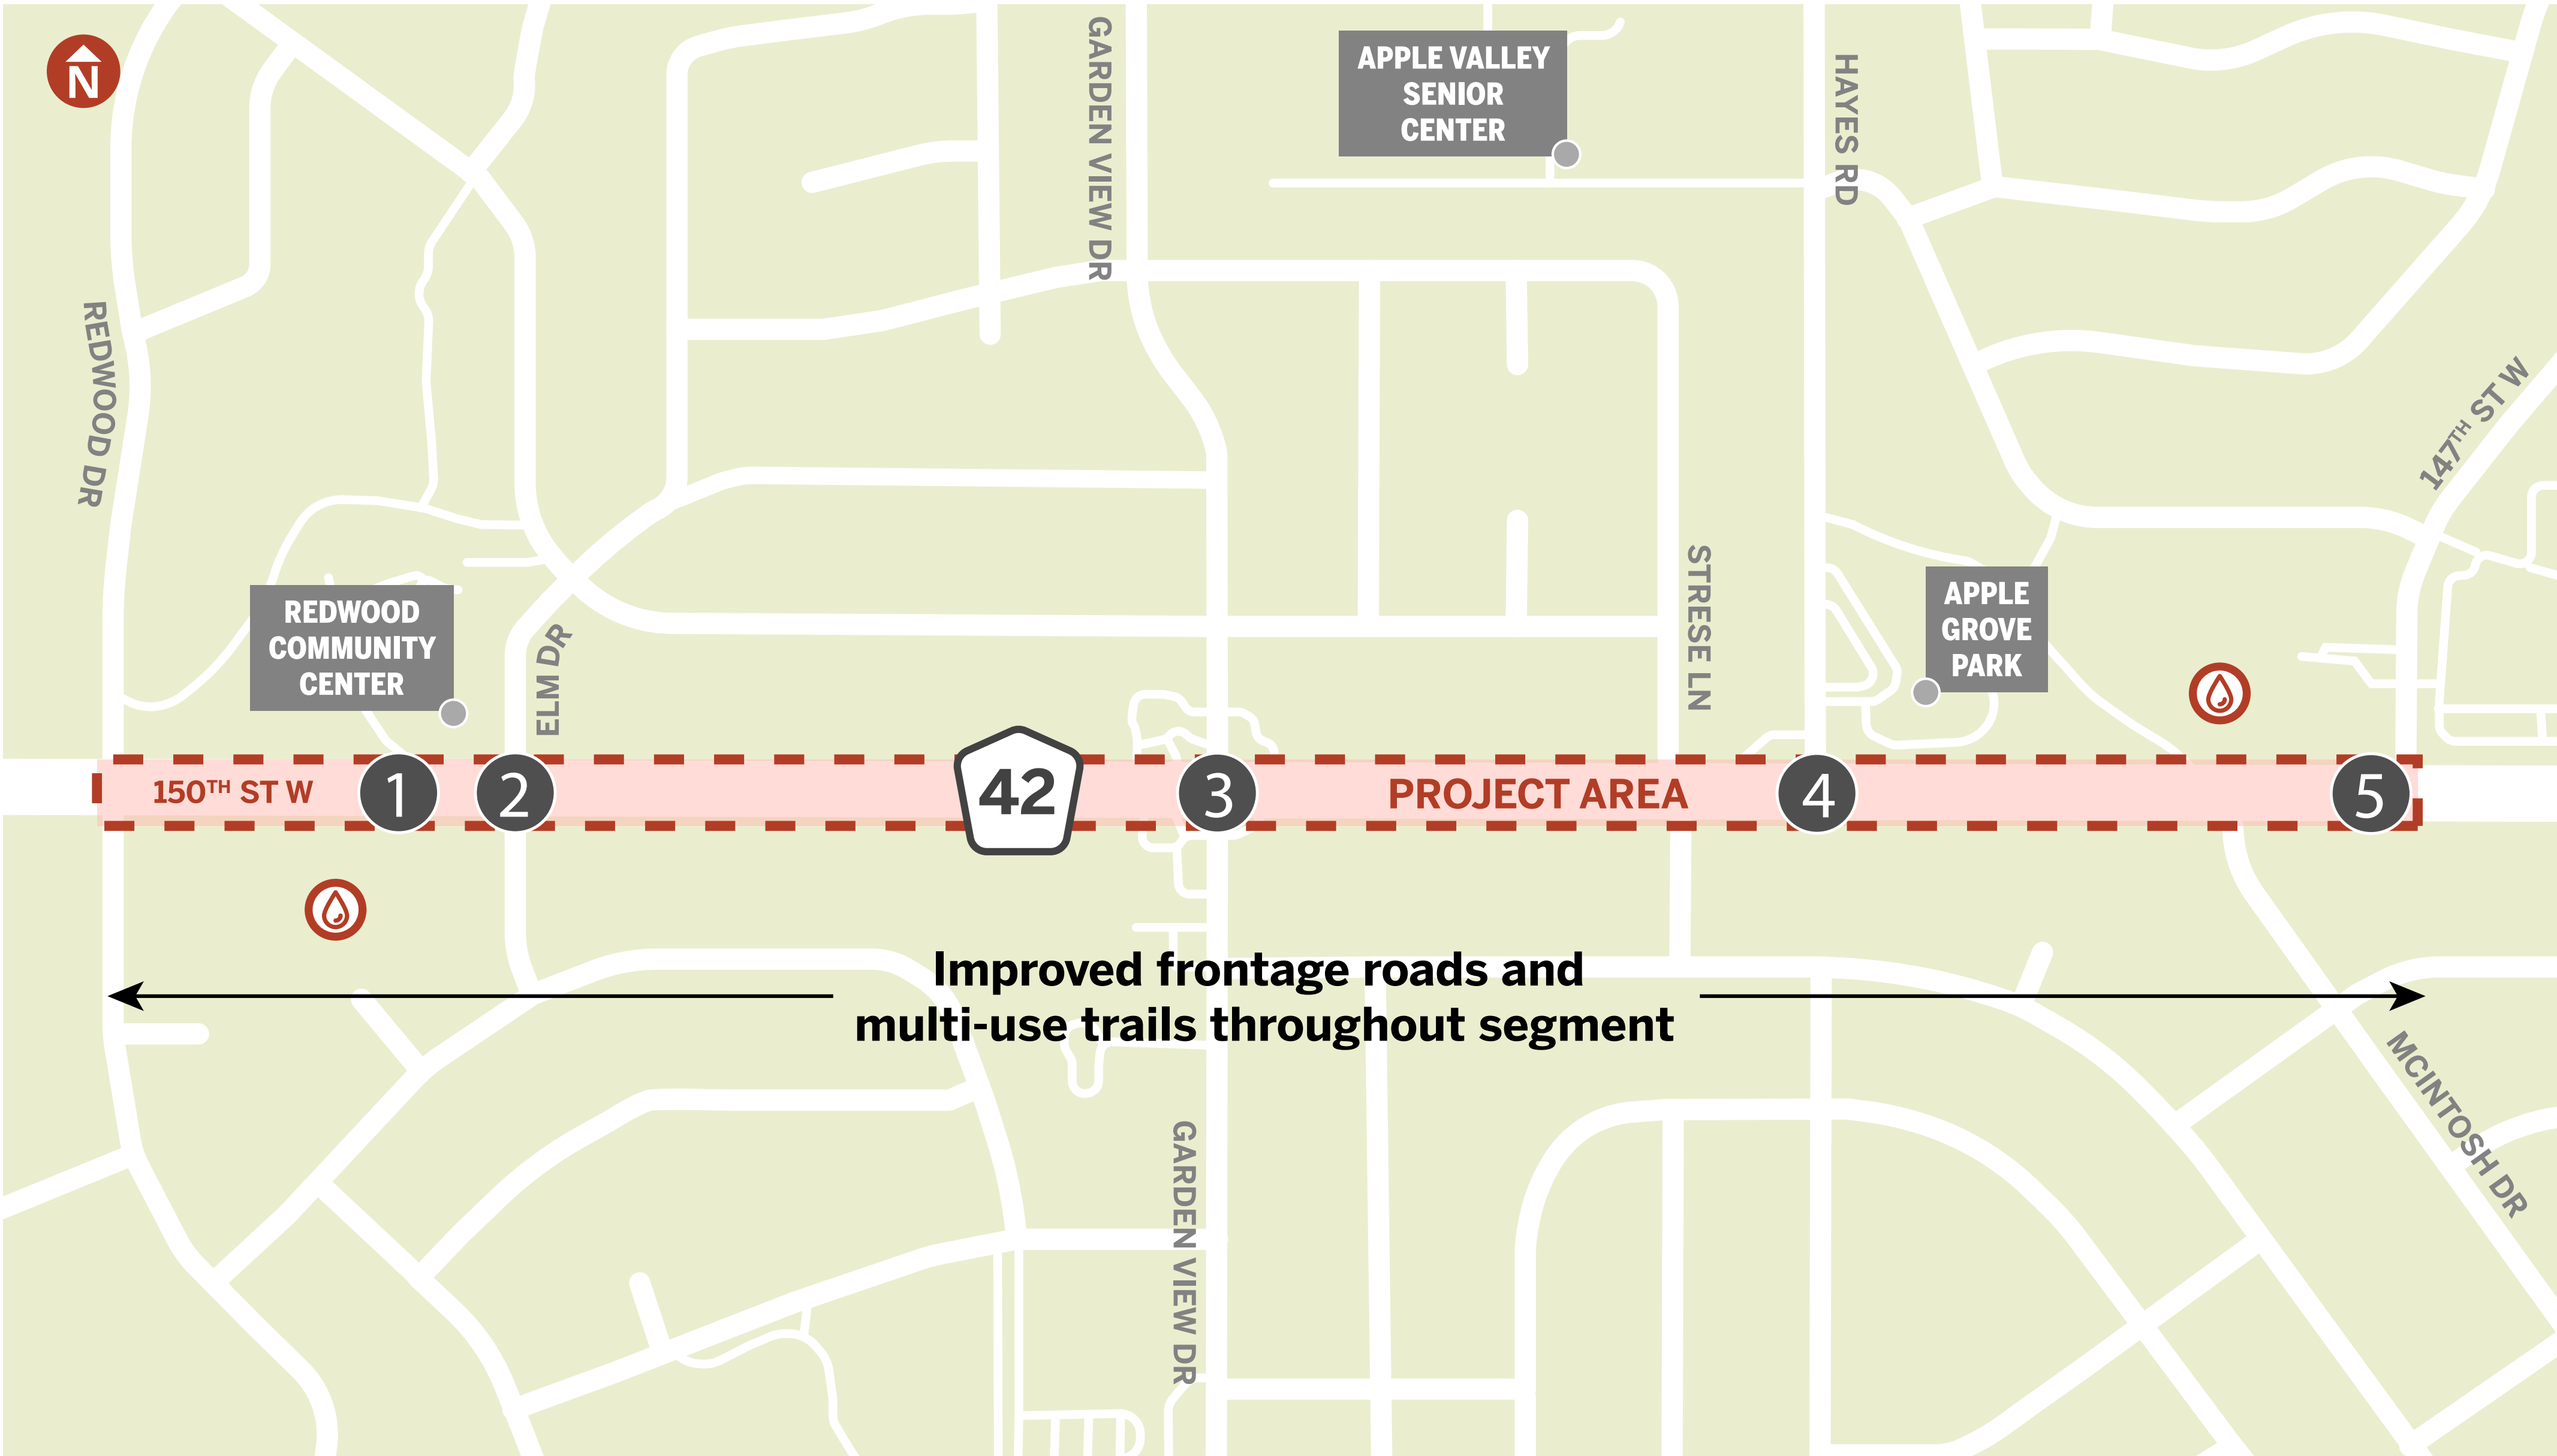 N
GARDEN VIEW DR
APPLE VALLEY
SENIOR
CENTER
HAYES RD
REDWOOD DR
147TH ST W
REDWOOD
COMMUNITY
CENTER
ELM DR
STRESE LN
APPLE
GROVE
PARK
150TH ST W
1
2
42
3
PROJECT AREA
4
5
Improved frontage roads and
multi-use trails throughout segment
MCINTOSH DR
GARDEN VIEW DR